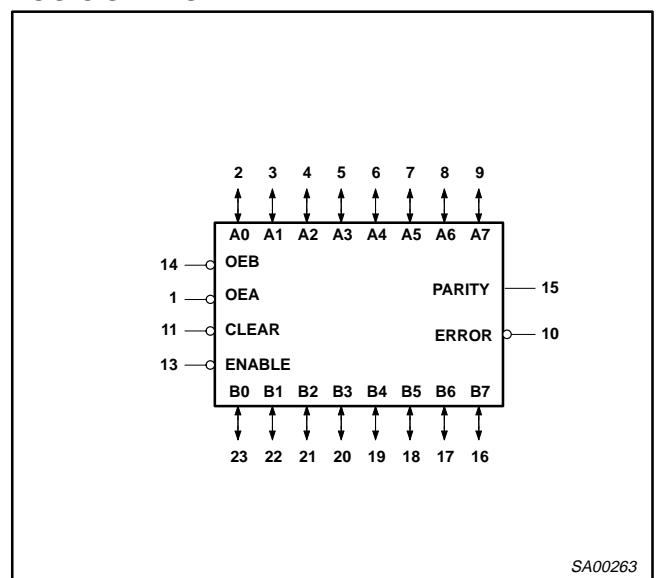 2 3 4 5 6 7 8 9
A0 A1 A2 A3 A4 A5 A6 A7
14 OEB
1 OEA
PARITY 15
11 CLEAR
ERROR 10
13 ENABLE
B0 B1 B2 B3 B4 B5 B6 B7
23 22 21 20 19 18 17 16
SA00263